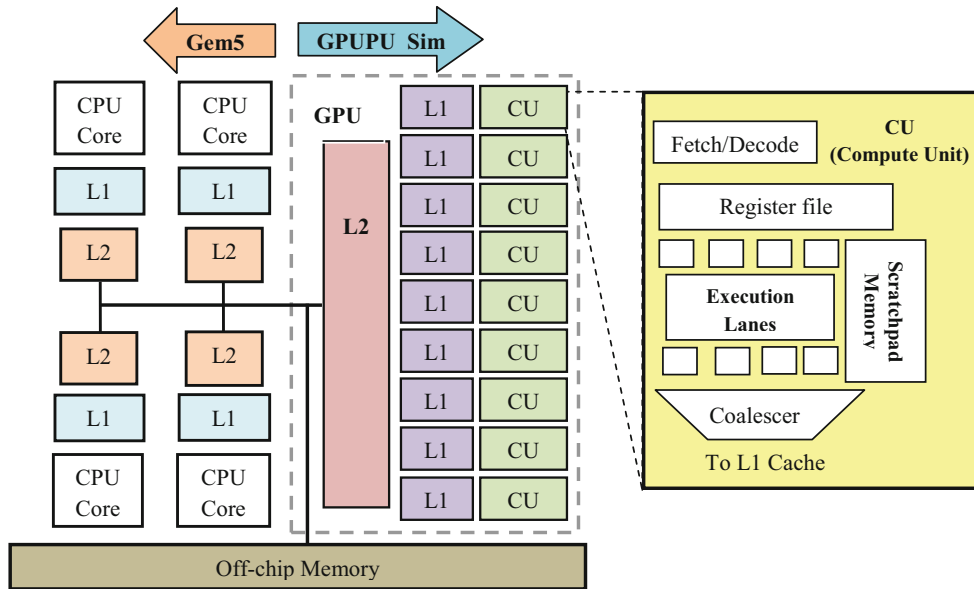 Gem5
GPUPU Sim
CPU
Core
CPU
Core
L1
L1
L2
L2
L2
L2
L1
L1
CPU
Core
CPU
Core
GPU
L2
L1 CU
L1 CU
L1 CU
L1 CU
L1 CU
L1 CU
L1 CU
L1 CU
L1 CU
Off-chip Memory
CU
(Compute Unit)
Fetch/Decode
Register file
Execution
Lanes
Scratchpad
Memory
Coalescer
To L1 Cache